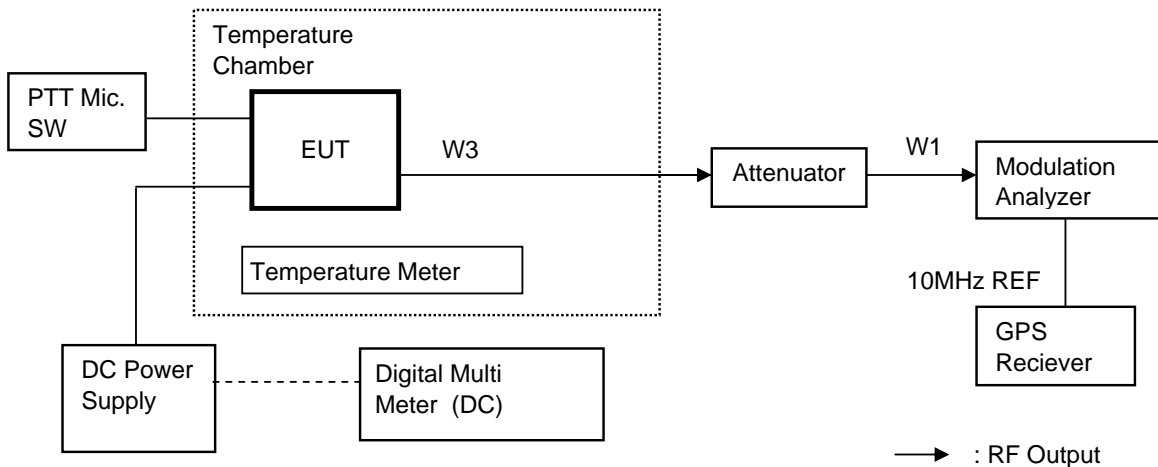 Temperature
Chamber
PTT Mic.
SW
EUT
W3
Attenuator
W1
Modulation
Analyzer
Temperature Meter
10MHz REF
GPS
Reciever
DC Power
Supply
Digital Multi
Meter (DC)
: RF Output